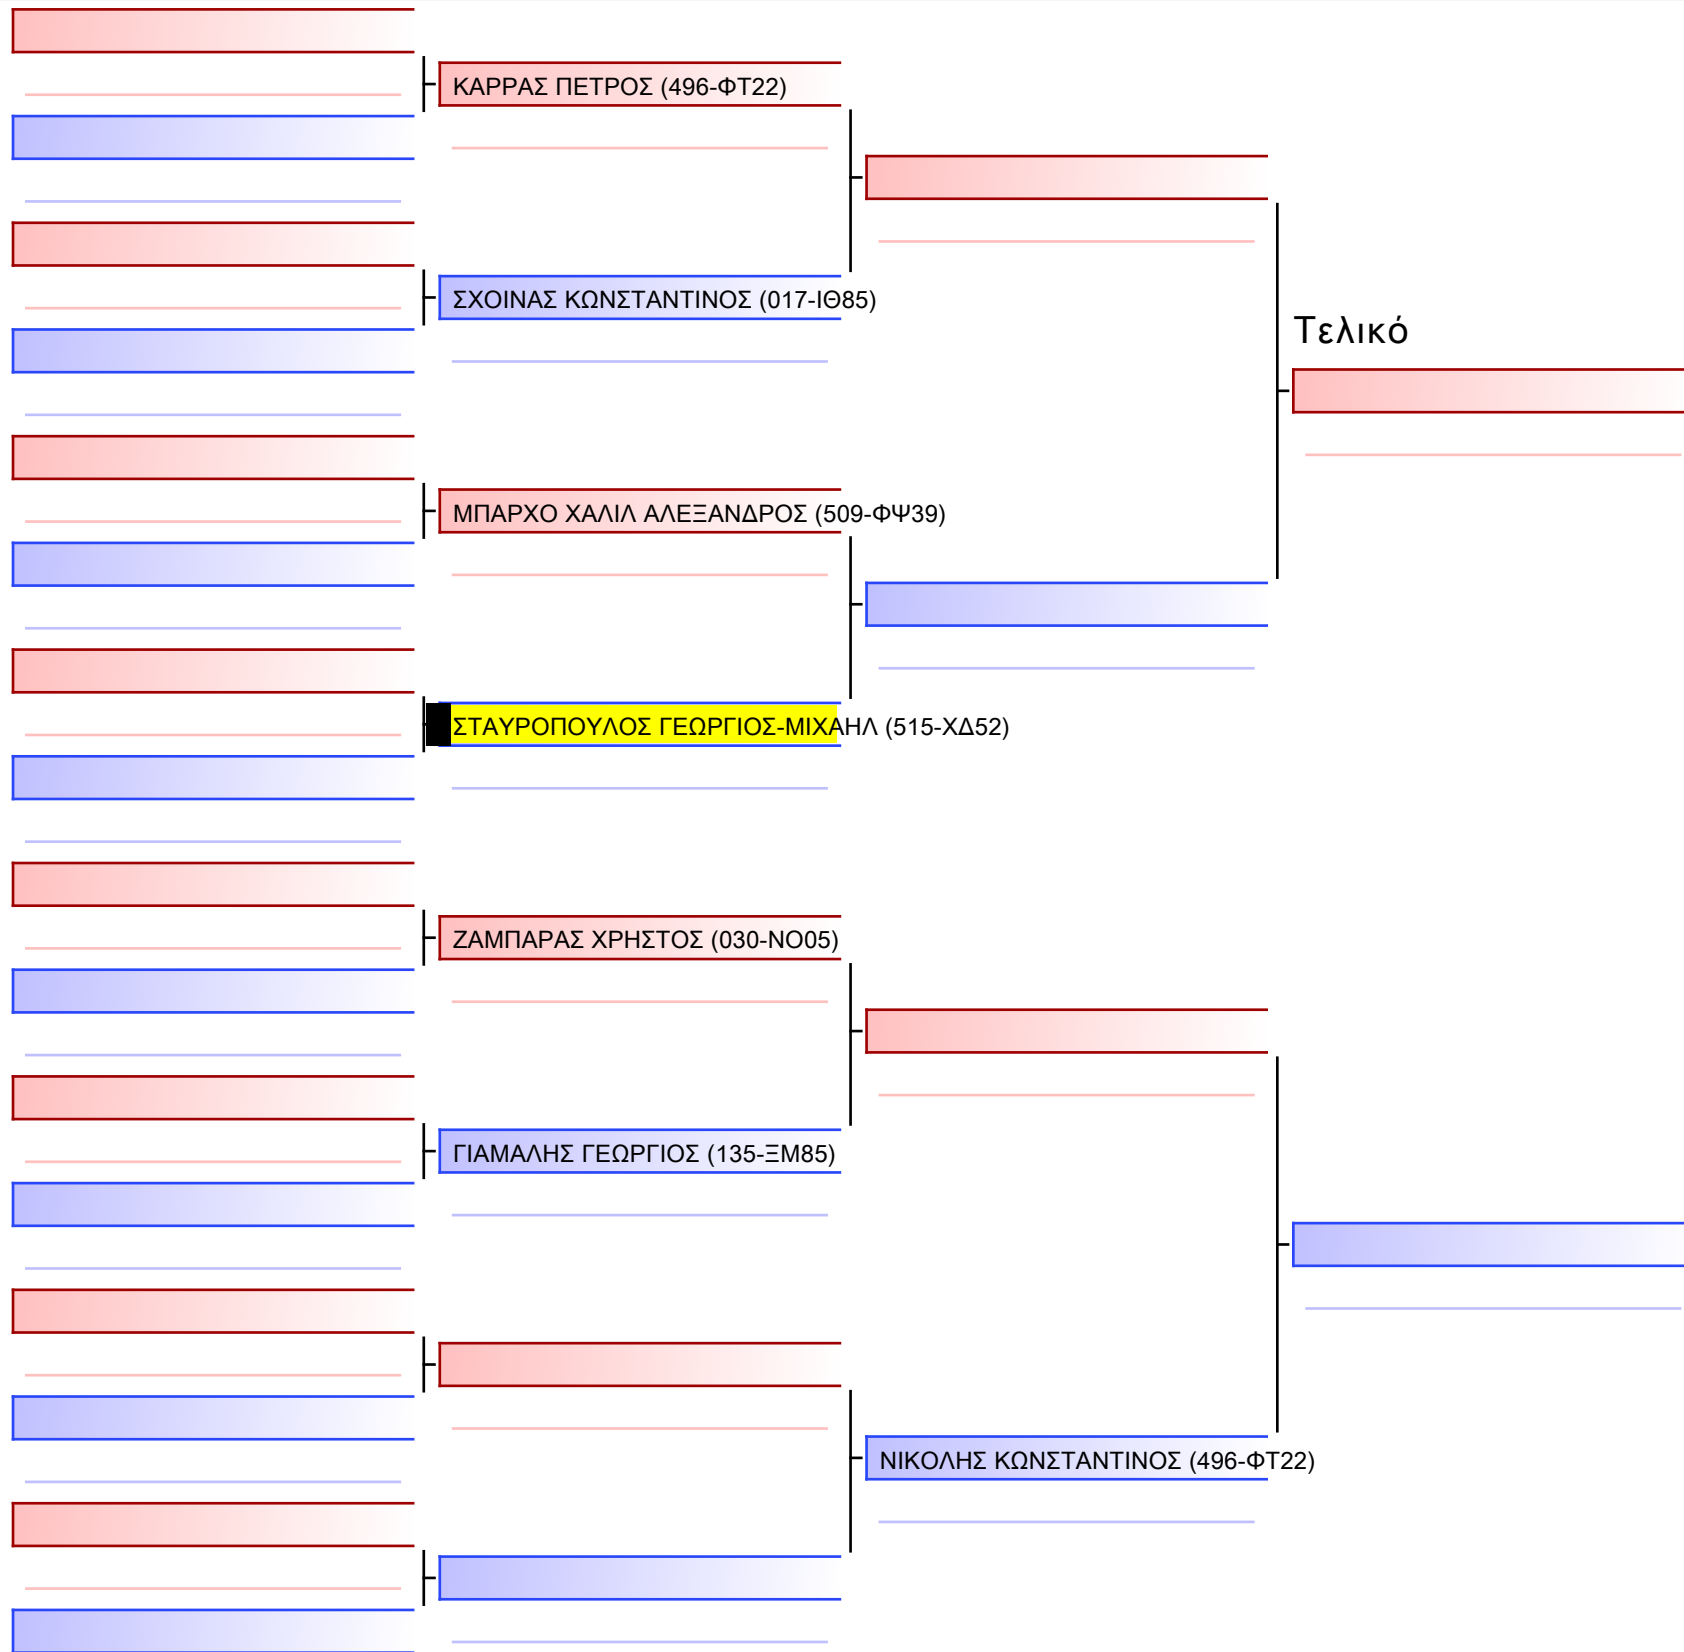 ΚΑΡΡΑΣ ΠΕΤΡΟΣ (496-ΦΤ22)
ΣΧΟΙΝΑΣ ΚΩΝΣΤΑΝΤΙΝΟΣ (017-ΙΘ85)
Τελικό
ΜΠΑΡΧΟ ΧΑΛΙΛ ΑΛΕΞΑΝΔΡΟΣ (509-ΦΨ39)
ΣΤΑΥΡΟΠΟΥΛΟΣ ΓΕΩΡΓΙΟΣ-ΜΙΧΑΗΛ (515-ΧΔ52)
ΖΑΜΠΑΡΑΣ ΧΡΗΣΤΟΣ (030-ΝΟ05)
ΓΙΑΜΑΛΗΣ ΓΕΩΡΓΙΟΣ (135-ΞΜ85)
ΝΙΚΟΛΗΣ ΚΩΝΣΤΑΝΤΙΝΟΣ (496-ΦΤ22)